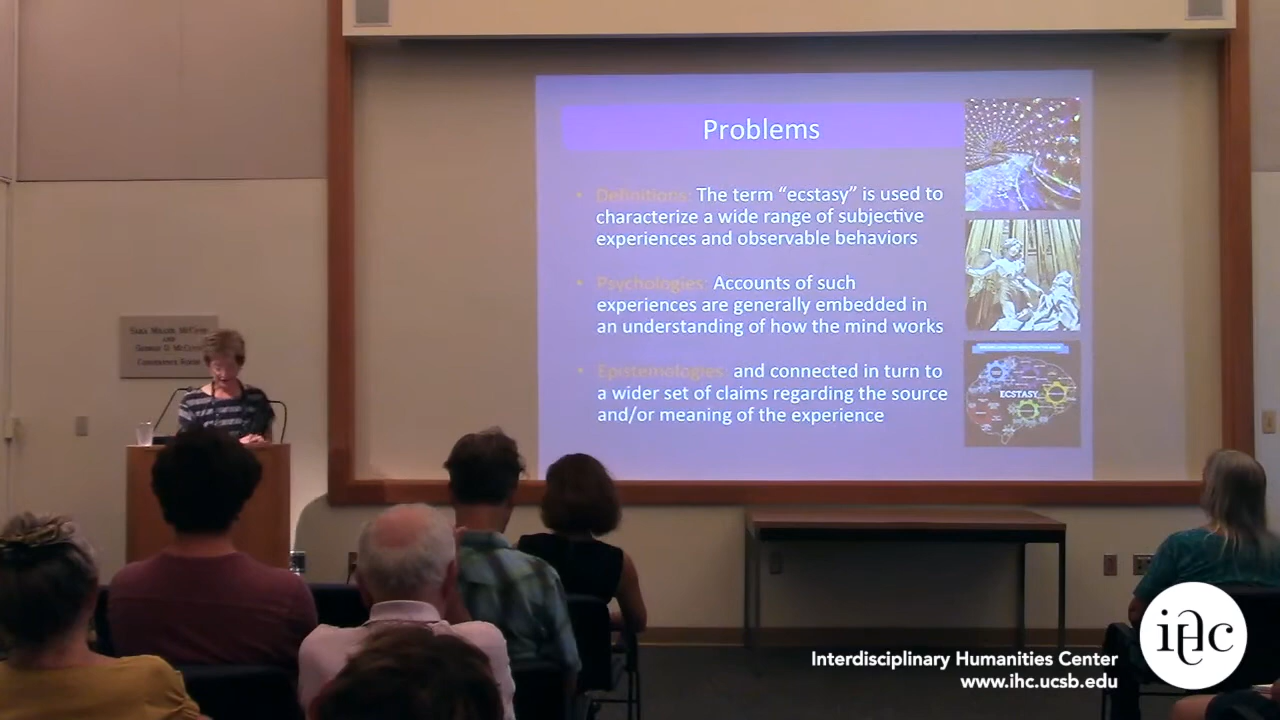 Problems
• Definitions: The term “ecstasy” is used to
characterize a wide range of subjective
experiences and observable behaviors
• Psychologies: Accounts of such
experiences are generally embedded in
an understanding of how the mind works
• Epistemologies: and connected in turn to
a wider set of claims regarding the source
and/or meaning of the experience
ECSTASY
AND
ihc
Interdisciplinary Humanities Center
www.ihc.ucsb.edu